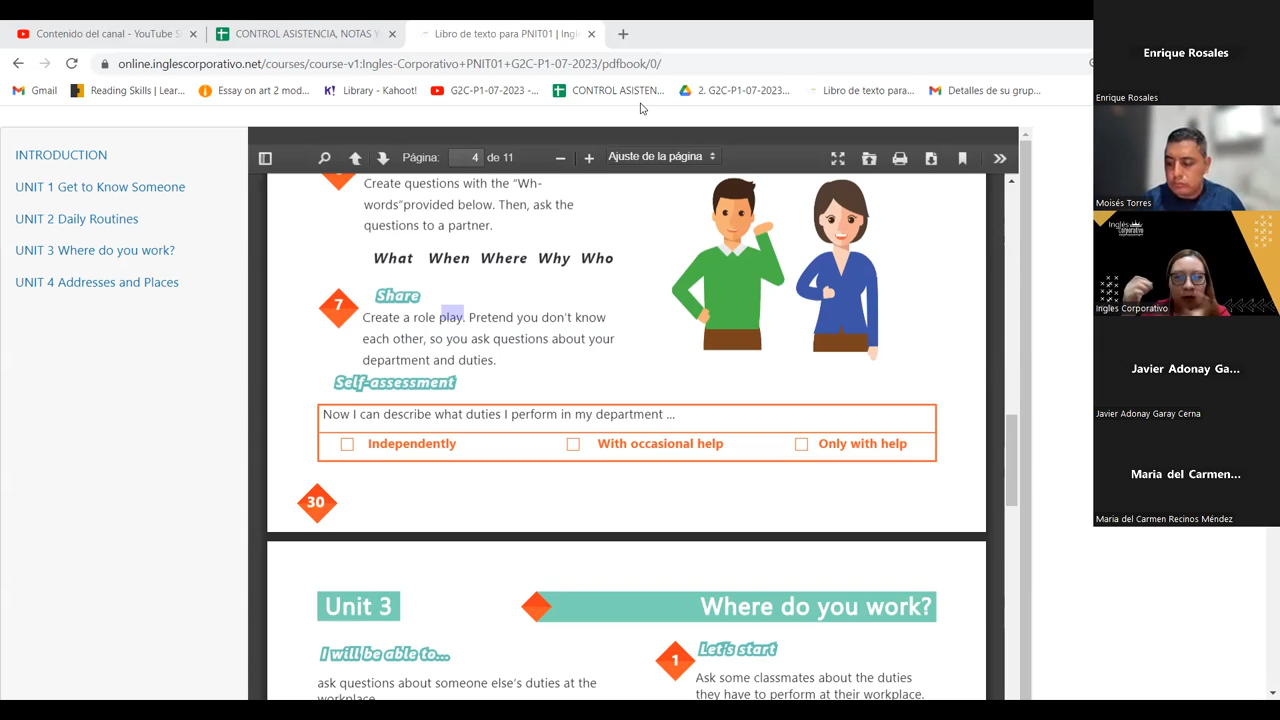 Contenido del canal - YouTube S
CONTROL ASISTENCIA, NOTAS Y
Libro de texto para PNIT01 | Ingl
online.inglescorporativo.net/courses/course-v1:Ingles-Corporativo+PNIT01+G2C-P1-07-2023/pdfbook/0/
Gmail
Reading Skills | Lear...
Essay on art 2 mod...
Library - Kahoot!
G2C-P1-07-2023 -...
CONTROL ASISTEN...
2. G2C-P1-07-2023...
Libro de texto para...
Detalles de su grup...
INTRODUCTION
UNIT 1 Get to Know Someone
UNIT 2 Daily Routines
UNIT 3 Where do you work?
UNIT 4 Addresses and Places
Página: 4 de 11
Ajuste de la página
Create questions with the “Wh-
words”provided below. Then, ask the
questions to a partner.
What When Where Why Who
7 Share
Create a role play. Pretend you don’t know
each other, so you ask questions about your
department and duties.
Self-assessment
Now I can describe what duties I perform in my department ...
Independently
With occasional help
Only with help
30
Unit 3
Where do you work?
I will be able to...
ask questions about someone else’s duties at the
workplace
1 Let’s start
Ask some classmates about the duties
they have to perform at their workplace.
Enrique Rosales
Enrique Rosales
Moisés Torres
Inglés
Corporativo
Ingles Corporativo
Javier Adonay Ga...
Javier Adonay Garay Cerna
Maria del Carmen...
Maria del Carmen Recinos Méndez